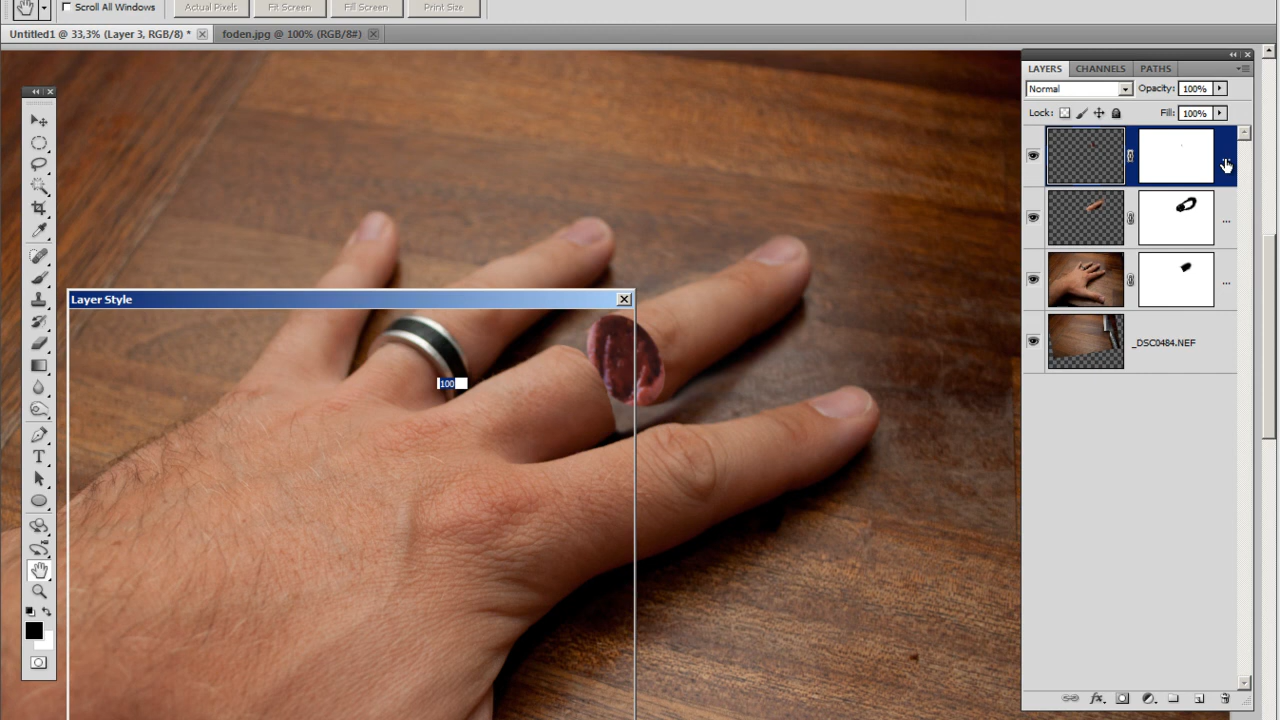 Scroll All Windows
Actual Pixels
Fit Screen
Fill Screen
Print Size
Untitled1 @ 33,3% (Layer 3, RGB/8) *
foden.jpg @ 100% (RGB/8#)
LAYERS
CHANNELS
PATHS
Normal
Opacity:
100%
Lock:
Fill:
100%
...
...
_DSC0484.NEF
Layer Style
100